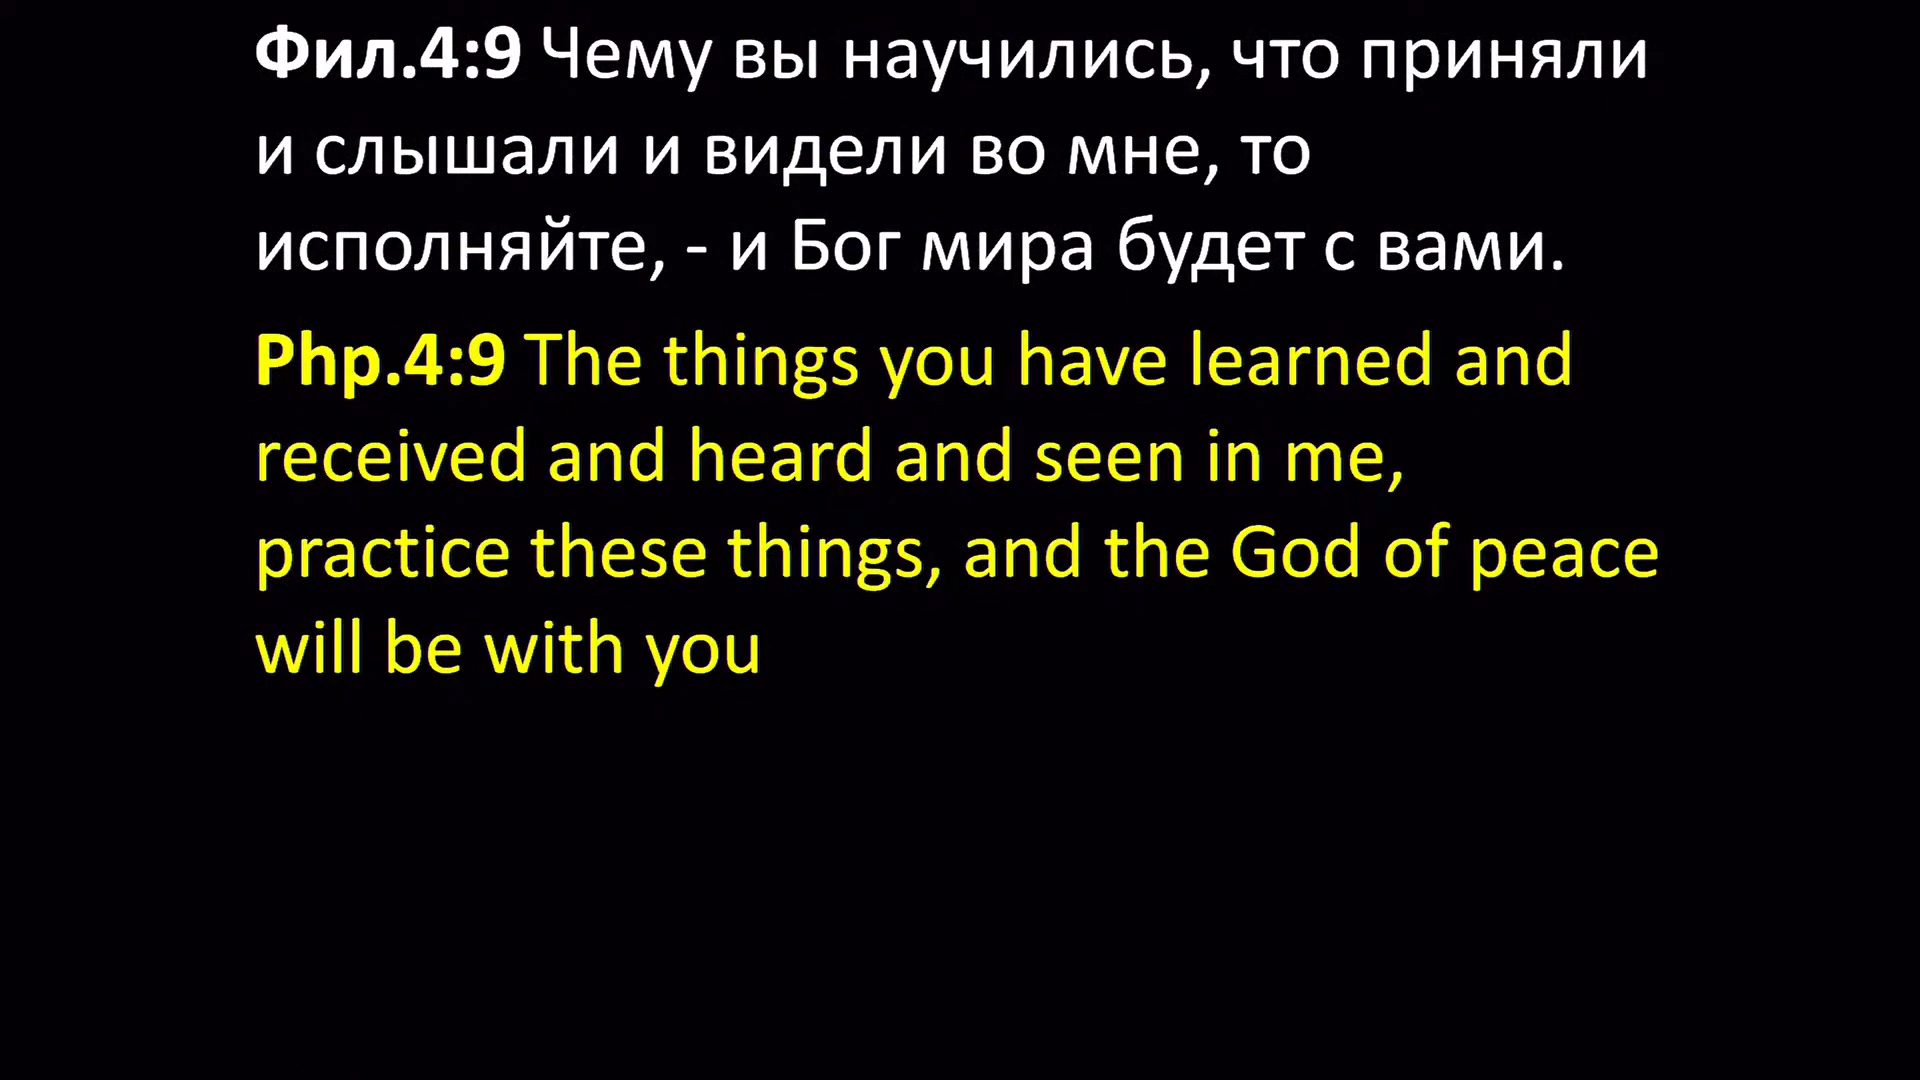 Фил.4:9 Чему вы научились, что приняли
и слышали и видели во мне, то
исполняйте, - и Бог мира будет с вами.
Php.4:9 The things you have learned and
received and heard and seen in me,
practice these things, and the God of peace
will be with you